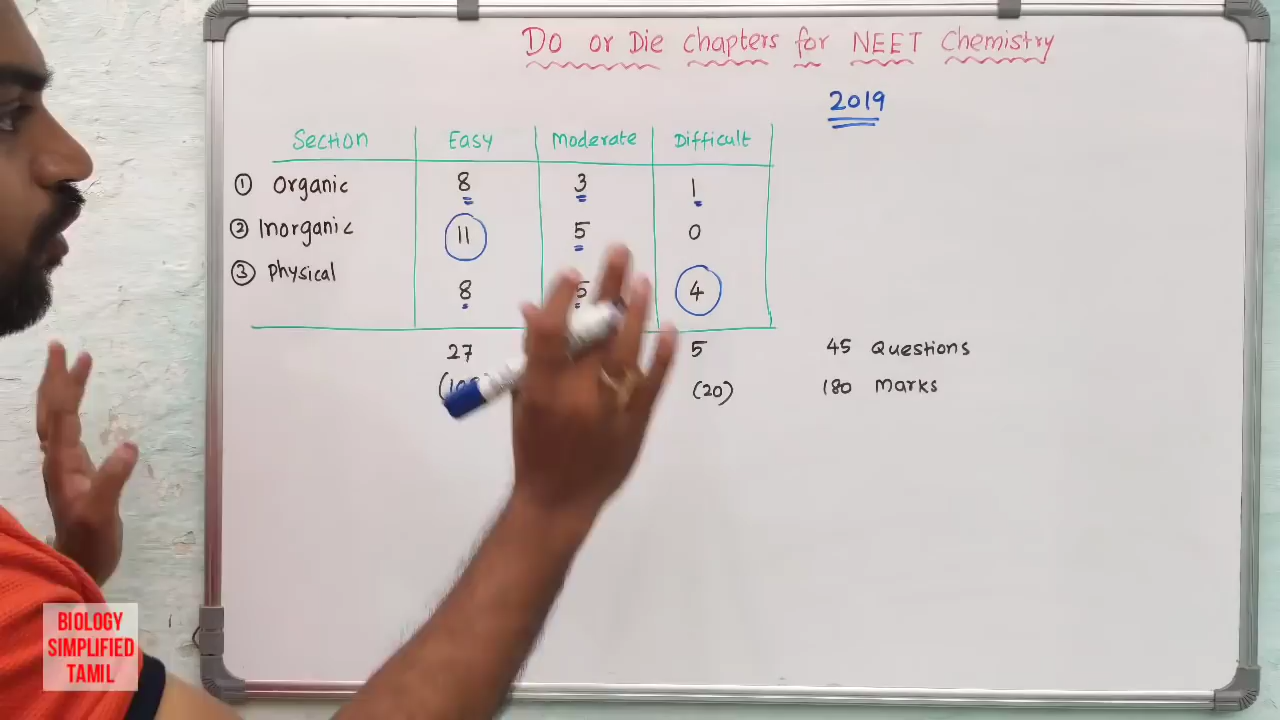 Do or Die chapters for NEET Chemistry
2019
Section Easy Moderate Difficult
① Organic 8 3 1
② Inorganic 11 5 0
③ Physical 8 5 4
27 5 45 Questions
(20) 180 Marks
BIOLOGY
SIMPLIFIED
TAMIL